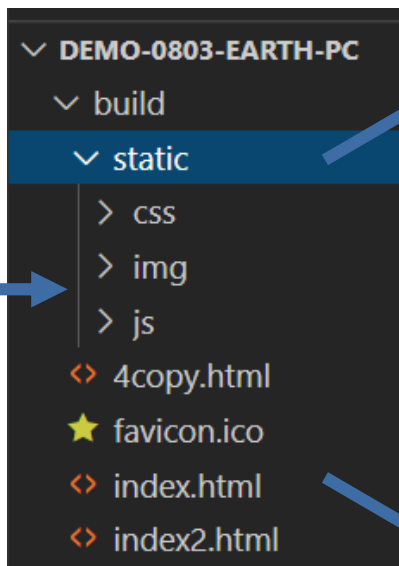 DEMO-0803-EARTH-PC
build
static
css
img
js
4copy.html
favicon.ico
index.html
index2.html